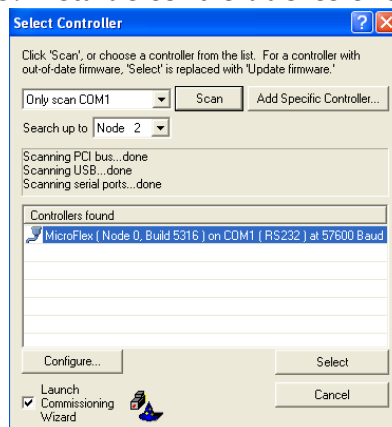 Select Controller
Click 'Scan', or choose a controller from the list. For a controller with
out-of-date firmware, 'Select' is replaced with 'Update firmware.'
Only scan COM1 Scan Add Specific Controller...
Search up to Node 2
Scanning PCI bus...done
Scanning USB...done
Scanning serial ports...done
Controllers found
MicroFlex ( Node 0, Build 5316 ) on COM1 ( RS232 ) at 57600 Baud
Configure... Select
Launch
Commissioning
Wizard
Cancel